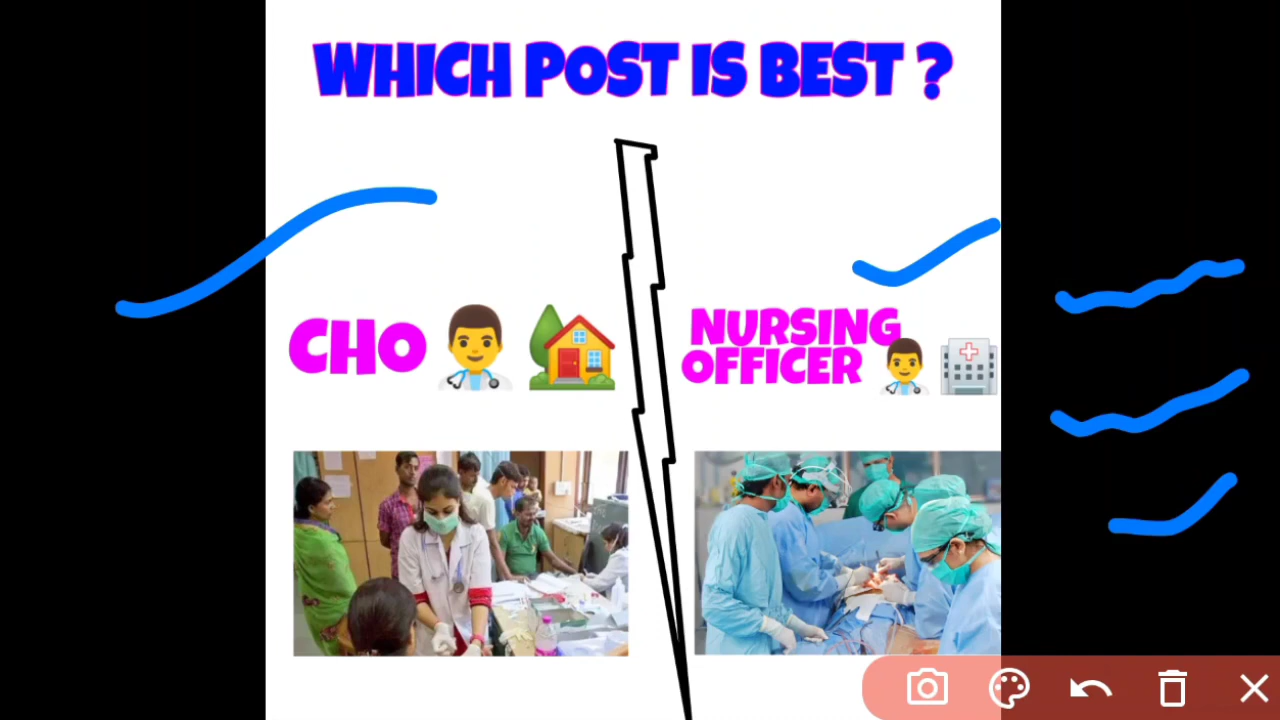 WHICH POST IS BEST ?
CHO
NURSING
OFFICER